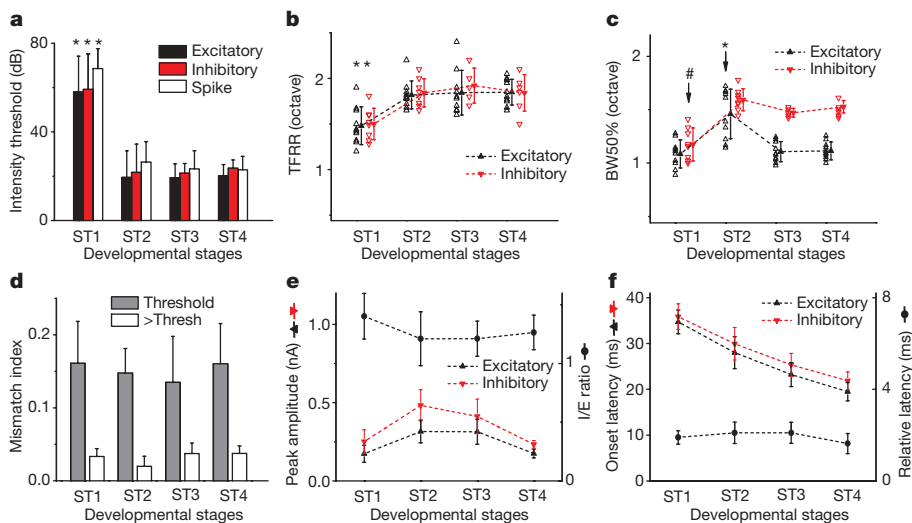 a
Intensity threshold (dB)
80
60
40
20
0
* * *
Excitatory
Inhibitory
Spike
ST1 ST2 ST3 ST4
Developmental stages
b
TFRR (octave)
2
1.5
1
* *
Excitatory
Inhibitory
ST1 ST2 ST3 ST4
Developmental stages
c
BW50% (octave)
2
1
#
*
Excitatory
Inhibitory
ST1 ST2 ST3 ST4
Developmental stages
d
Mismatch index
0.2
0.1
0
Threshold
>Thresh
ST1 ST2 ST3 ST4
Developmental stages
e
Peak amplitude (nA)
1.0
0.5
0
Excitatory
Inhibitory
1
0
I/E ratio
ST1 ST2 ST3 ST4
Developmental stages
f
Onset latency (ms)
40
30
20
10
0
Excitatory
Inhibitory
8
4
0
Relative latency (ms)
ST1 ST2 ST3 ST4
Developmental stages